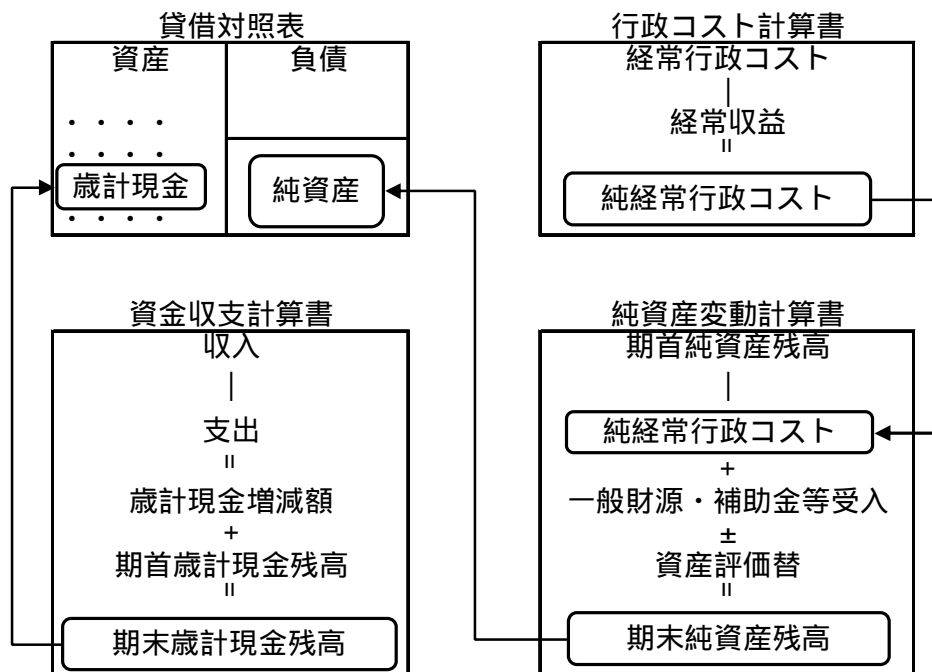 貸借対照表
資産
負債
・ ・ ・ ・
・ ・ ・ ・
歳計現金
・ ・ ・ ・
純資産
行政コスト計算書
経常行政コスト
|
経常収益
=
純経常行政コスト
資金収支計算書
収入
|
支出
=
歳計現金増減額
+
期首歳計現金残高
=
期末歳計現金残高
純資産変動計算書
期首純資産残高
|
純経常行政コスト
+
一般財源・補助金等受入
±
資産評価替
=
期末純資産残高